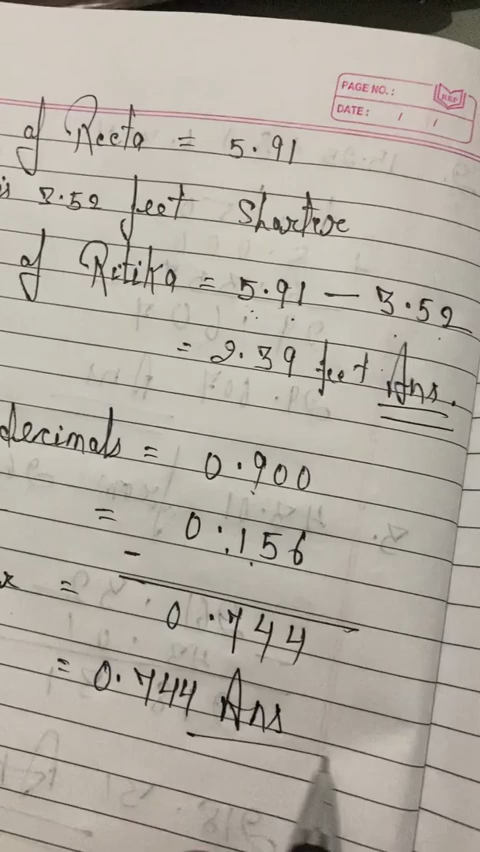 PAGE NO.:
DATE: / /
of Reeta = 5.91
is 3.52 feet Shorter
of Ritika = 5.91 - 3.52
= 2.39 feet Ans.
decimals = 0.900
= 0.156
-
= 0.744
= 0.744 Ans